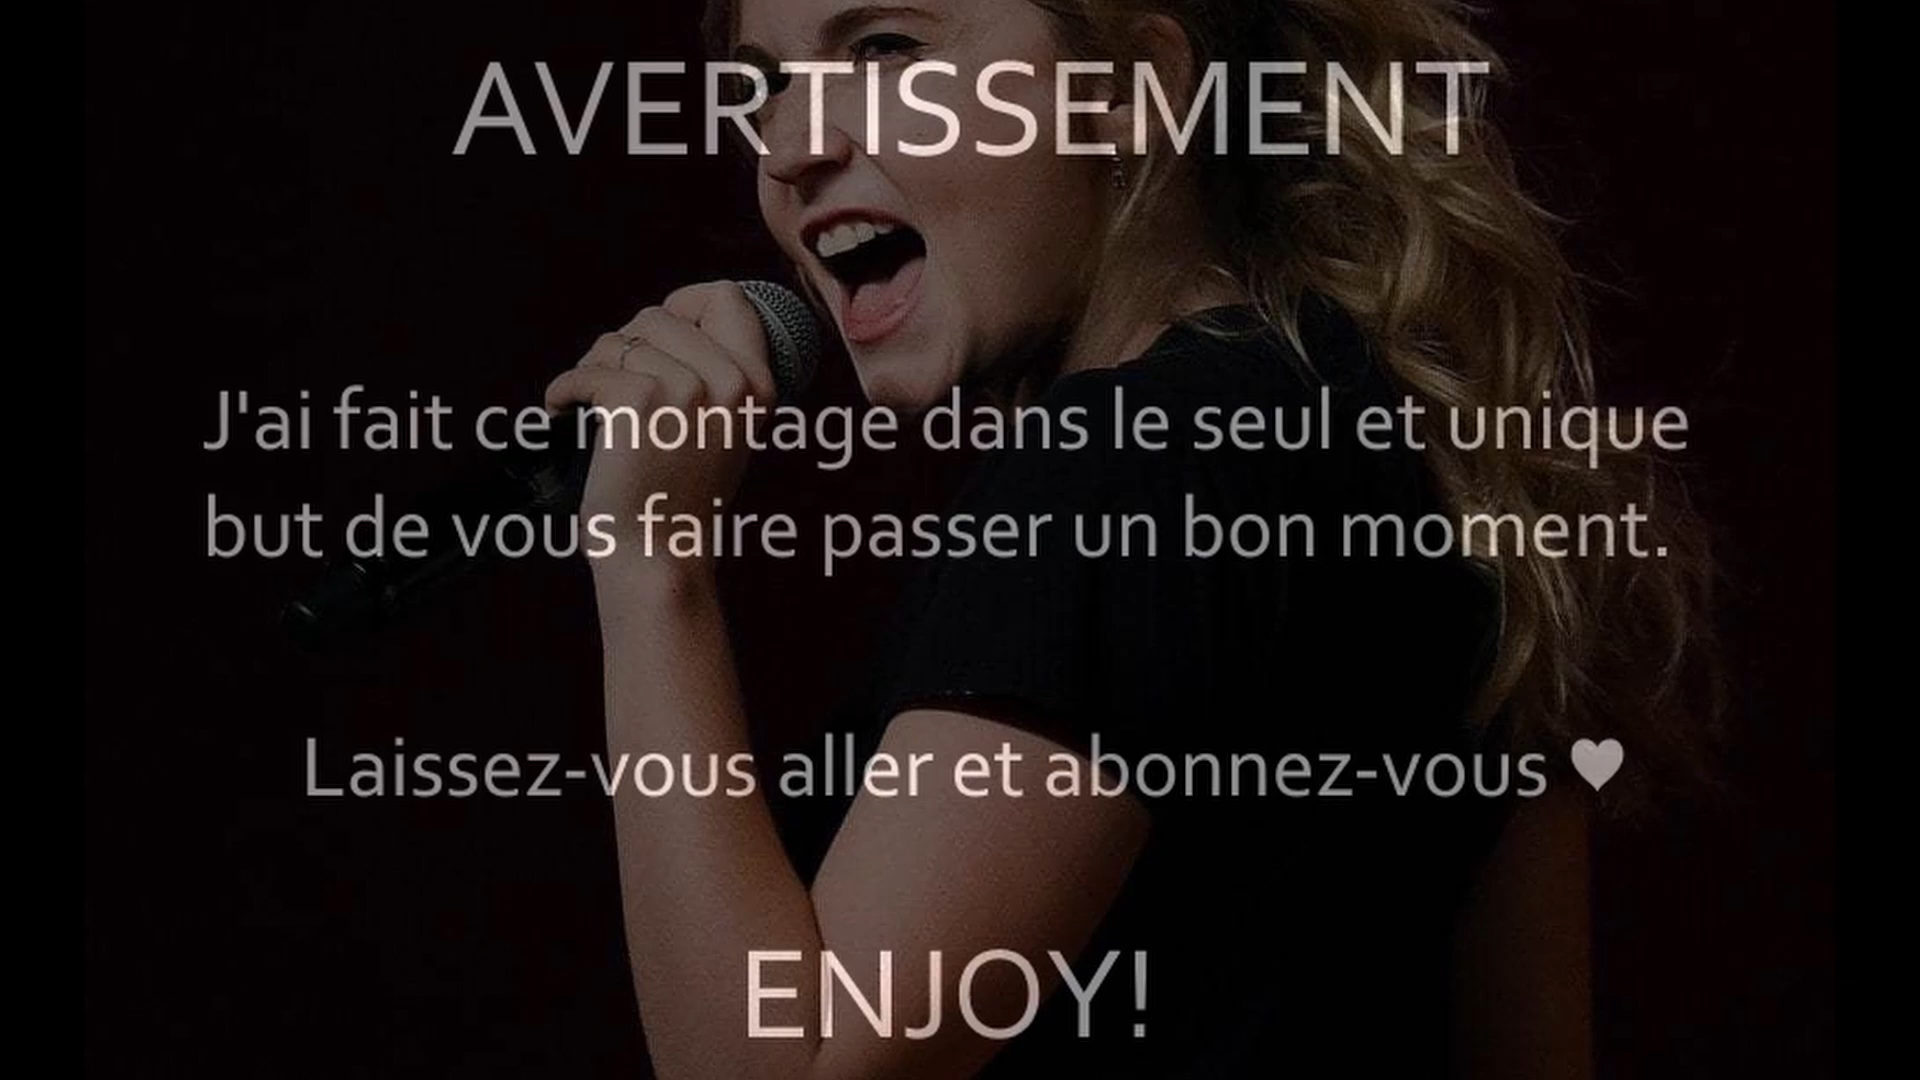 AVERTISSEMENT
J'ai fait ce montage dans le seul et unique
but de vous faire passer un bon moment.
Laissez-vous aller et abonnez-vous ♥
ENJOY!